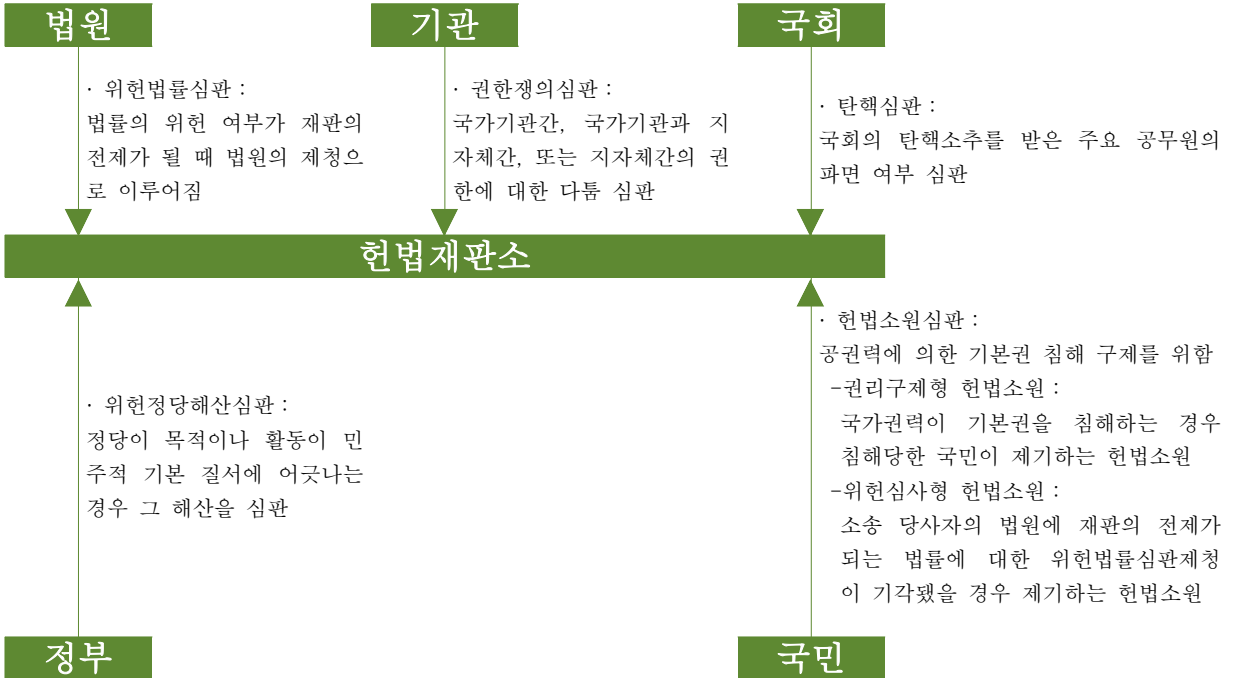 법원
기관
국회
· 위헌법률심판 :
법률의 위헌 여부가 재판의
전제가 될 때 법원의 제청으
로 이루어짐
· 권한쟁의심판 :
국가기관간, 국가기관과 지
자체간, 또는 지자체간의 권
한에 대한 다툼 심판
· 탄핵심판 :
국회의 탄핵소추를 받은 주요 공무원의
파면 여부 심판
헌법재판소
· 위헌정당해산심판 :
정당이 목적이나 활동이 민
주적 기본 질서에 어긋나는
경우 그 해산을 심판
· 헌법소원심판 :
공권력에 의한 기본권 침해 구제를 위함
-권리구제형 헌법소원 :
국가권력이 기본권을 침해하는 경우
침해당한 국민이 제기하는 헌법소원
-위헌심사형 헌법소원 :
소송 당사자의 법원에 재판의 전제가
되는 법률에 대한 위헌법률심판제청
이 기각됐을 경우 제기하는 헌법소원
정부
국민